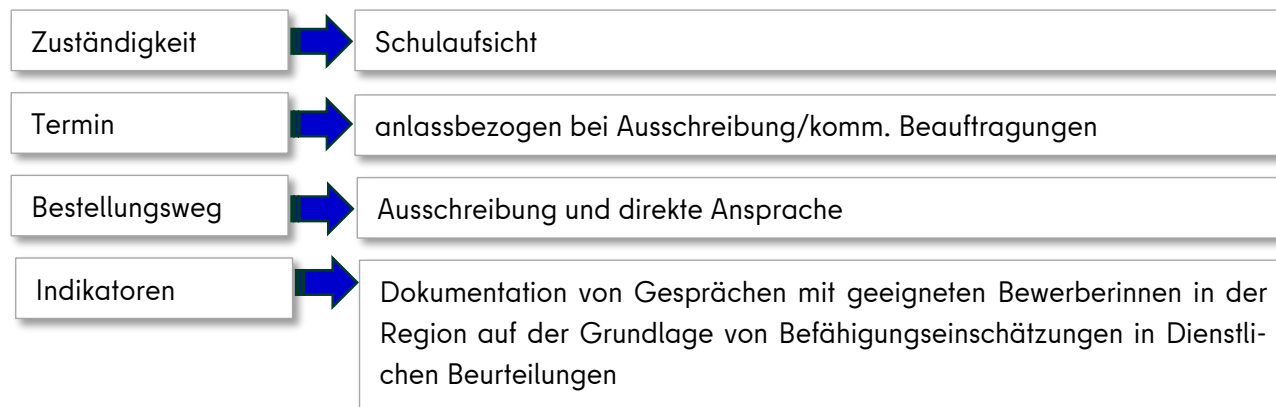 Zuständigkeit
Schulaufsicht
Termin
anlassbezogen bei Ausschreibung/komm. Beauftragungen
Bestellungsweg
Ausschreibung und direkte Ansprache
Indikatoren
Dokumentation von Gesprächen mit geeigneten Bewerberinnen in der
Region auf der Grundlage von Befähigungseinschätzungen in Dienstli-
chen Beurteilungen